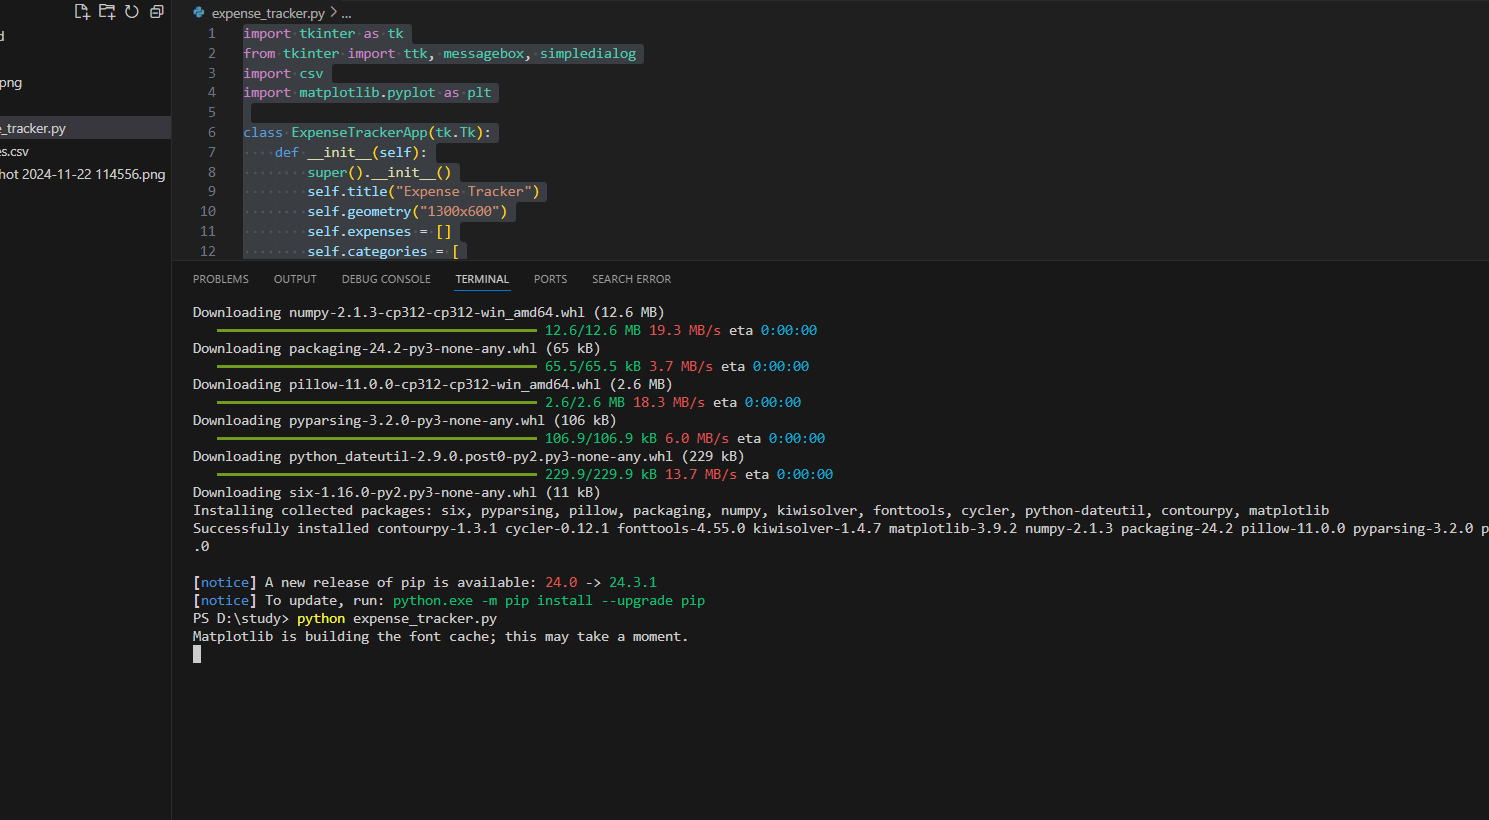 d
png
e_tracker.py
es.csv
hot 2024-11-22 114556.png
expense_tracker.py > ...
1 import tkinter as tk
2 from tkinter import ttk, messagebox, simpledialog
3 import csv
4 import matplotlib.pyplot as plt
5
6 class ExpenseTrackerApp(tk.Tk):
7 def __init__(self):
8 super().__init__()
9 self.title("Expense Tracker")
10 self.geometry("1300x600")
11 self.expenses = []
12 self.categories = [
PROBLEMS OUTPUT DEBUG CONSOLE TERMINAL PORTS SEARCH ERROR
Downloading numpy-2.1.3-cp312-cp312-win_amd64.whl (12.6 MB)
12.6/12.6 MB 19.3 MB/s eta 0:00:00
Downloading packaging-24.2-py3-none-any.whl (65 kB)
65.5/65.5 kB 3.7 MB/s eta 0:00:00
Downloading pillow-11.0.0-cp312-cp312-win_amd64.whl (2.6 MB)
2.6/2.6 MB 18.3 MB/s eta 0:00:00
Downloading pyparsing-3.2.0-py3-none-any.whl (106 kB)
106.9/106.9 kB 6.0 MB/s eta 0:00:00
Downloading python_dateutil-2.9.0.post0-py2.py3-none-any.whl (229 kB)
229.9/229.9 kB 13.7 MB/s eta 0:00:00
Downloading six-1.16.0-py2.py3-none-any.whl (11 kB)
Installing collected packages: six, pyparsing, pillow, packaging, numpy, kiwisolver, fonttools, cycler, python-dateutil, contourpy, matplotlib
Successfully installed contourpy-1.3.1 cycler-0.12.1 fonttools-4.55.0 kiwisolver-1.4.7 matplotlib-3.9.2 numpy-2.1.3 packaging-24.2 pillow-11.0.0 pyparsing-3.2.0 p
.0
[notice] A new release of pip is available: 24.0 -> 24.3.1
[notice] To update, run: python.exe -m pip install --upgrade pip
PS D:\study> python expense_tracker.py
Matplotlib is building the font cache; this may take a moment.